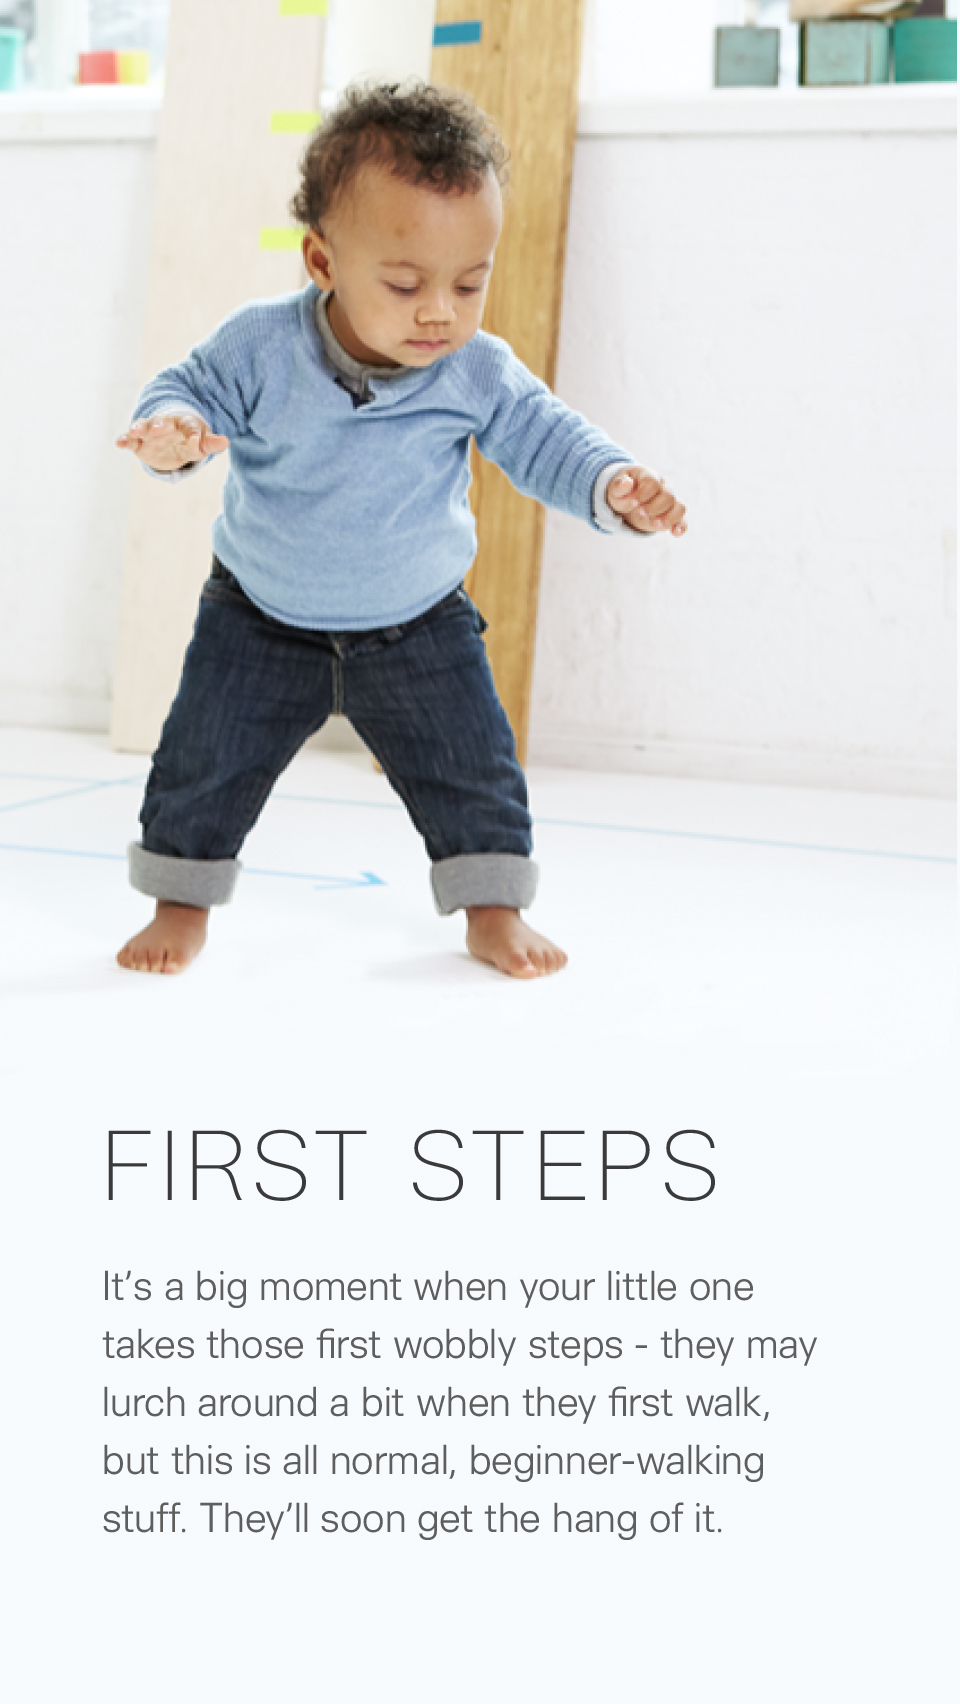 FIRST STEPS
It’s a big moment when your little one
takes those first wobbly steps - they may
lurch around a bit when they first walk,
but this is all normal, beginner-walking
stuff. They’ll soon get the hang of it.